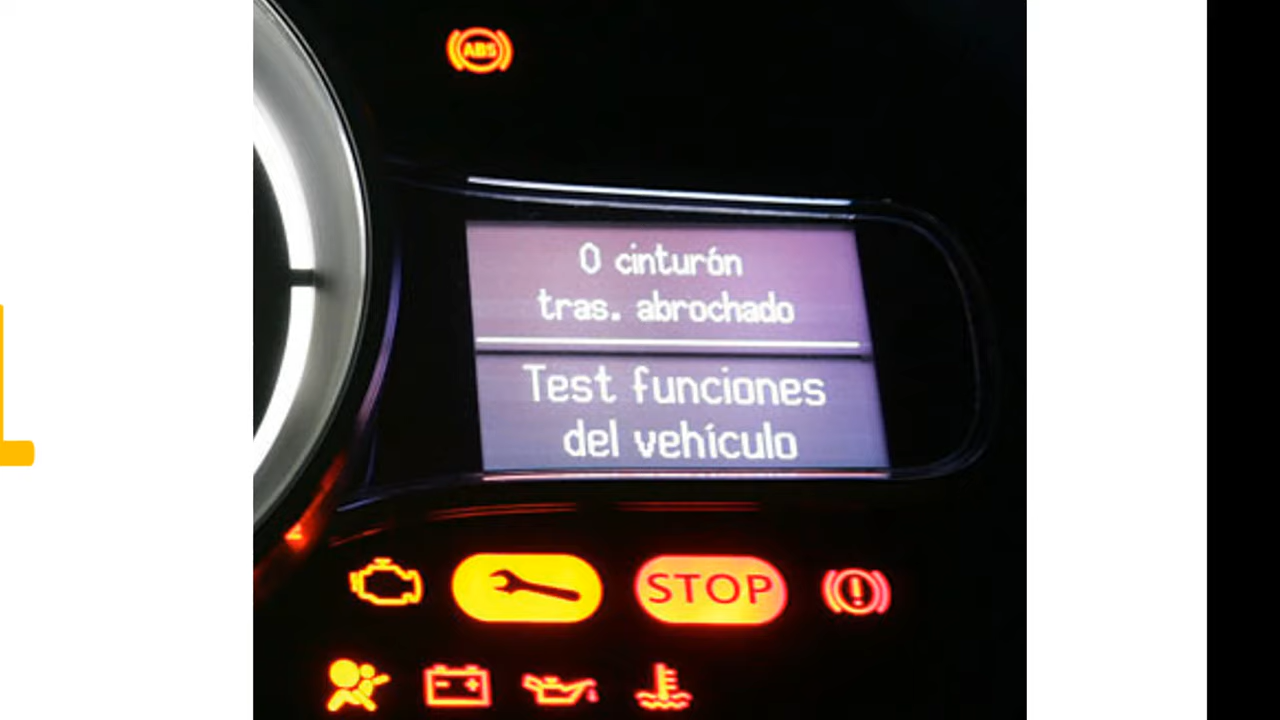 ABS
0 cinturón
tras. abrochado
Test funciones
del vehículo
STOP